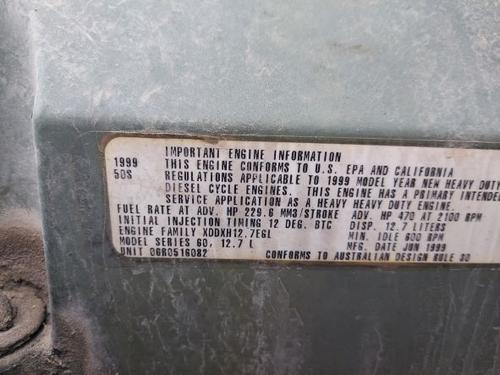 1999
50S
IMPORTANT ENGINE INFORMATION
THIS ENGINE CONFORMS TO U.S. EPA AND CALIFORNIA
REGULATIONS APPLICABLE TO 1999 MODEL YEAR NEW HEAVY DUTY
DIESEL CYCLE ENGINES. THIS ENGINE HAS A PRIMARY INTENDED
SERVICE APPLICATION AS A HEAVY HEAVY DUTY ENGINE
FUEL RATE AT ADV. HP 229.6 MM3/STROKE ADV. HP 470 AT 2100 RPM
INITIAL INJECTION TIMING 12 DEG. BTC DISP. 12.7 LITERS
ENGINE FAMILY XDDXH12.7EGL MIN. IDLE 600 RPM
MODEL SERIES 60, 12.7 L MFG. DATE JUN 1999
UNIT 06R0516082 CONFORMS TO AUSTRALIAN DESIGN RULE 30